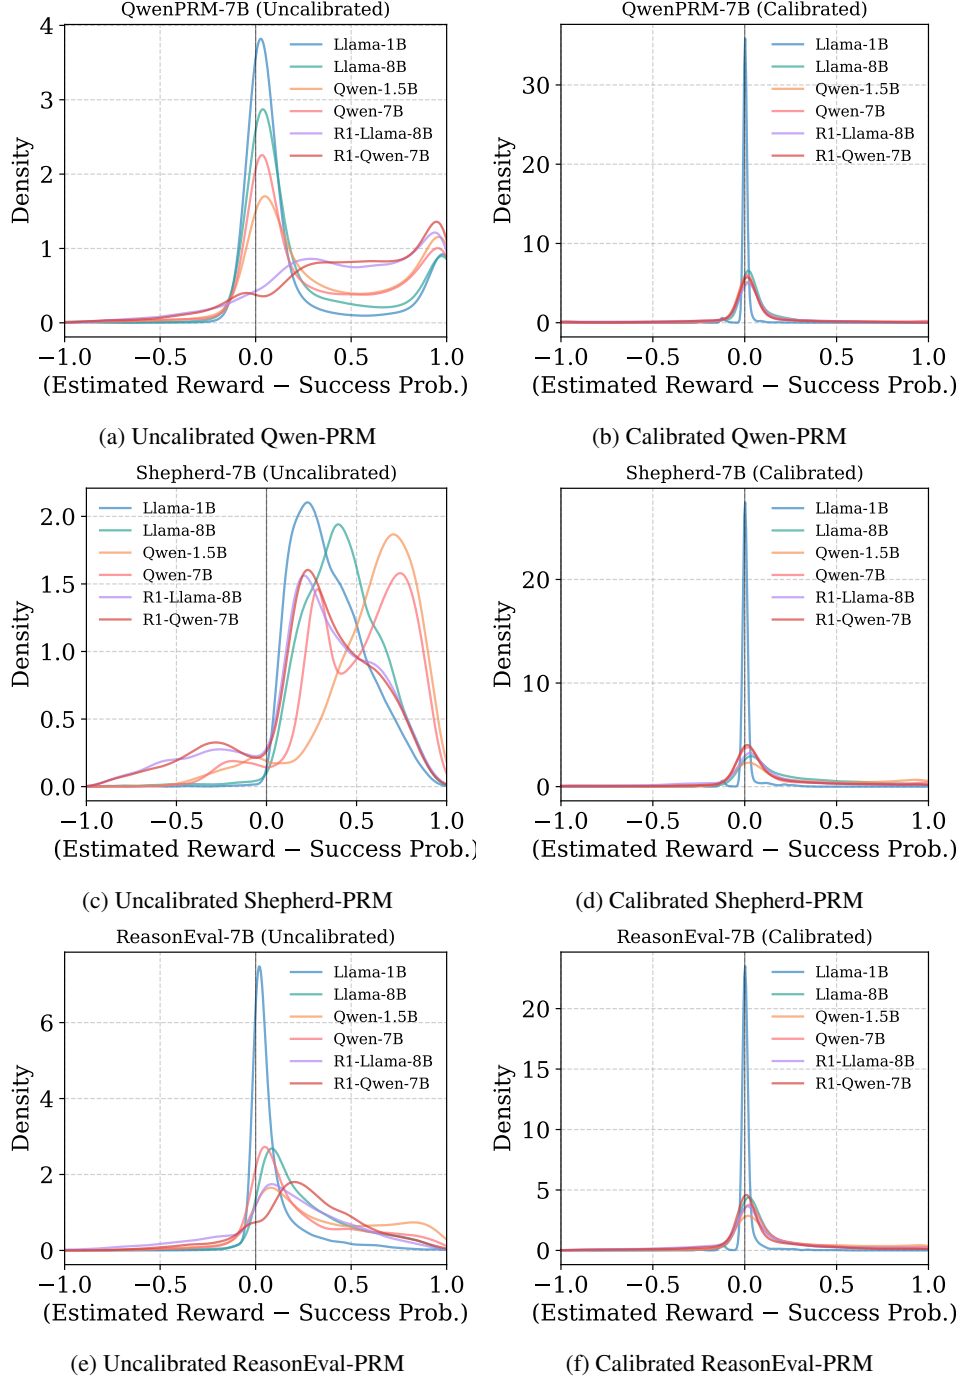 QwenPRM-7B (Uncalibrated)
4
3
2
1
0
Density
Llama-1B
Llama-8B
Qwen-1.5B
Qwen-7B
R1-Llama-8B
R1-Qwen-7B
−1.0 −0.5 0.0 0.5 1.0
(Estimated Reward − Success Prob.)
(a) Uncalibrated Qwen-PRM
QwenPRM-7B (Calibrated)
30
20
10
0
Density
Llama-1B
Llama-8B
Qwen-1.5B
Qwen-7B
R1-Llama-8B
R1-Qwen-7B
−1.0 −0.5 0.0 0.5 1.0
(Estimated Reward − Success Prob.)
(b) Calibrated Qwen-PRM
Shepherd-7B (Uncalibrated)
2.0
1.5
1.0
0.5
0.0
Density
Llama-1B
Llama-8B
Qwen-1.5B
Qwen-7B
R1-Llama-8B
R1-Qwen-7B
−1.0 −0.5 0.0 0.5 1.0
(Estimated Reward − Success Prob.)
(c) Uncalibrated Shepherd-PRM
Shepherd-7B (Calibrated)
20
10
0
Density
Llama-1B
Llama-8B
Qwen-1.5B
Qwen-7B
R1-Llama-8B
R1-Qwen-7B
−1.0 −0.5 0.0 0.5 1.0
(Estimated Reward − Success Prob.)
(d) Calibrated Shepherd-PRM
ReasonEval-7B (Uncalibrated)
6
4
2
0
Density
Llama-1B
Llama-8B
Qwen-1.5B
Qwen-7B
R1-Llama-8B
R1-Qwen-7B
−1.0 −0.5 0.0 0.5 1.0
(Estimated Reward − Success Prob.)
(e) Uncalibrated ReasonEval-PRM
ReasonEval-7B (Calibrated)
20
15
10
5
0
Density
Llama-1B
Llama-8B
Qwen-1.5B
Qwen-7B
R1-Llama-8B
R1-Qwen-7B
−1.0 −0.5 0.0 0.5 1.0
(Estimated Reward − Success Prob.)
(f) Calibrated ReasonEval-PRM